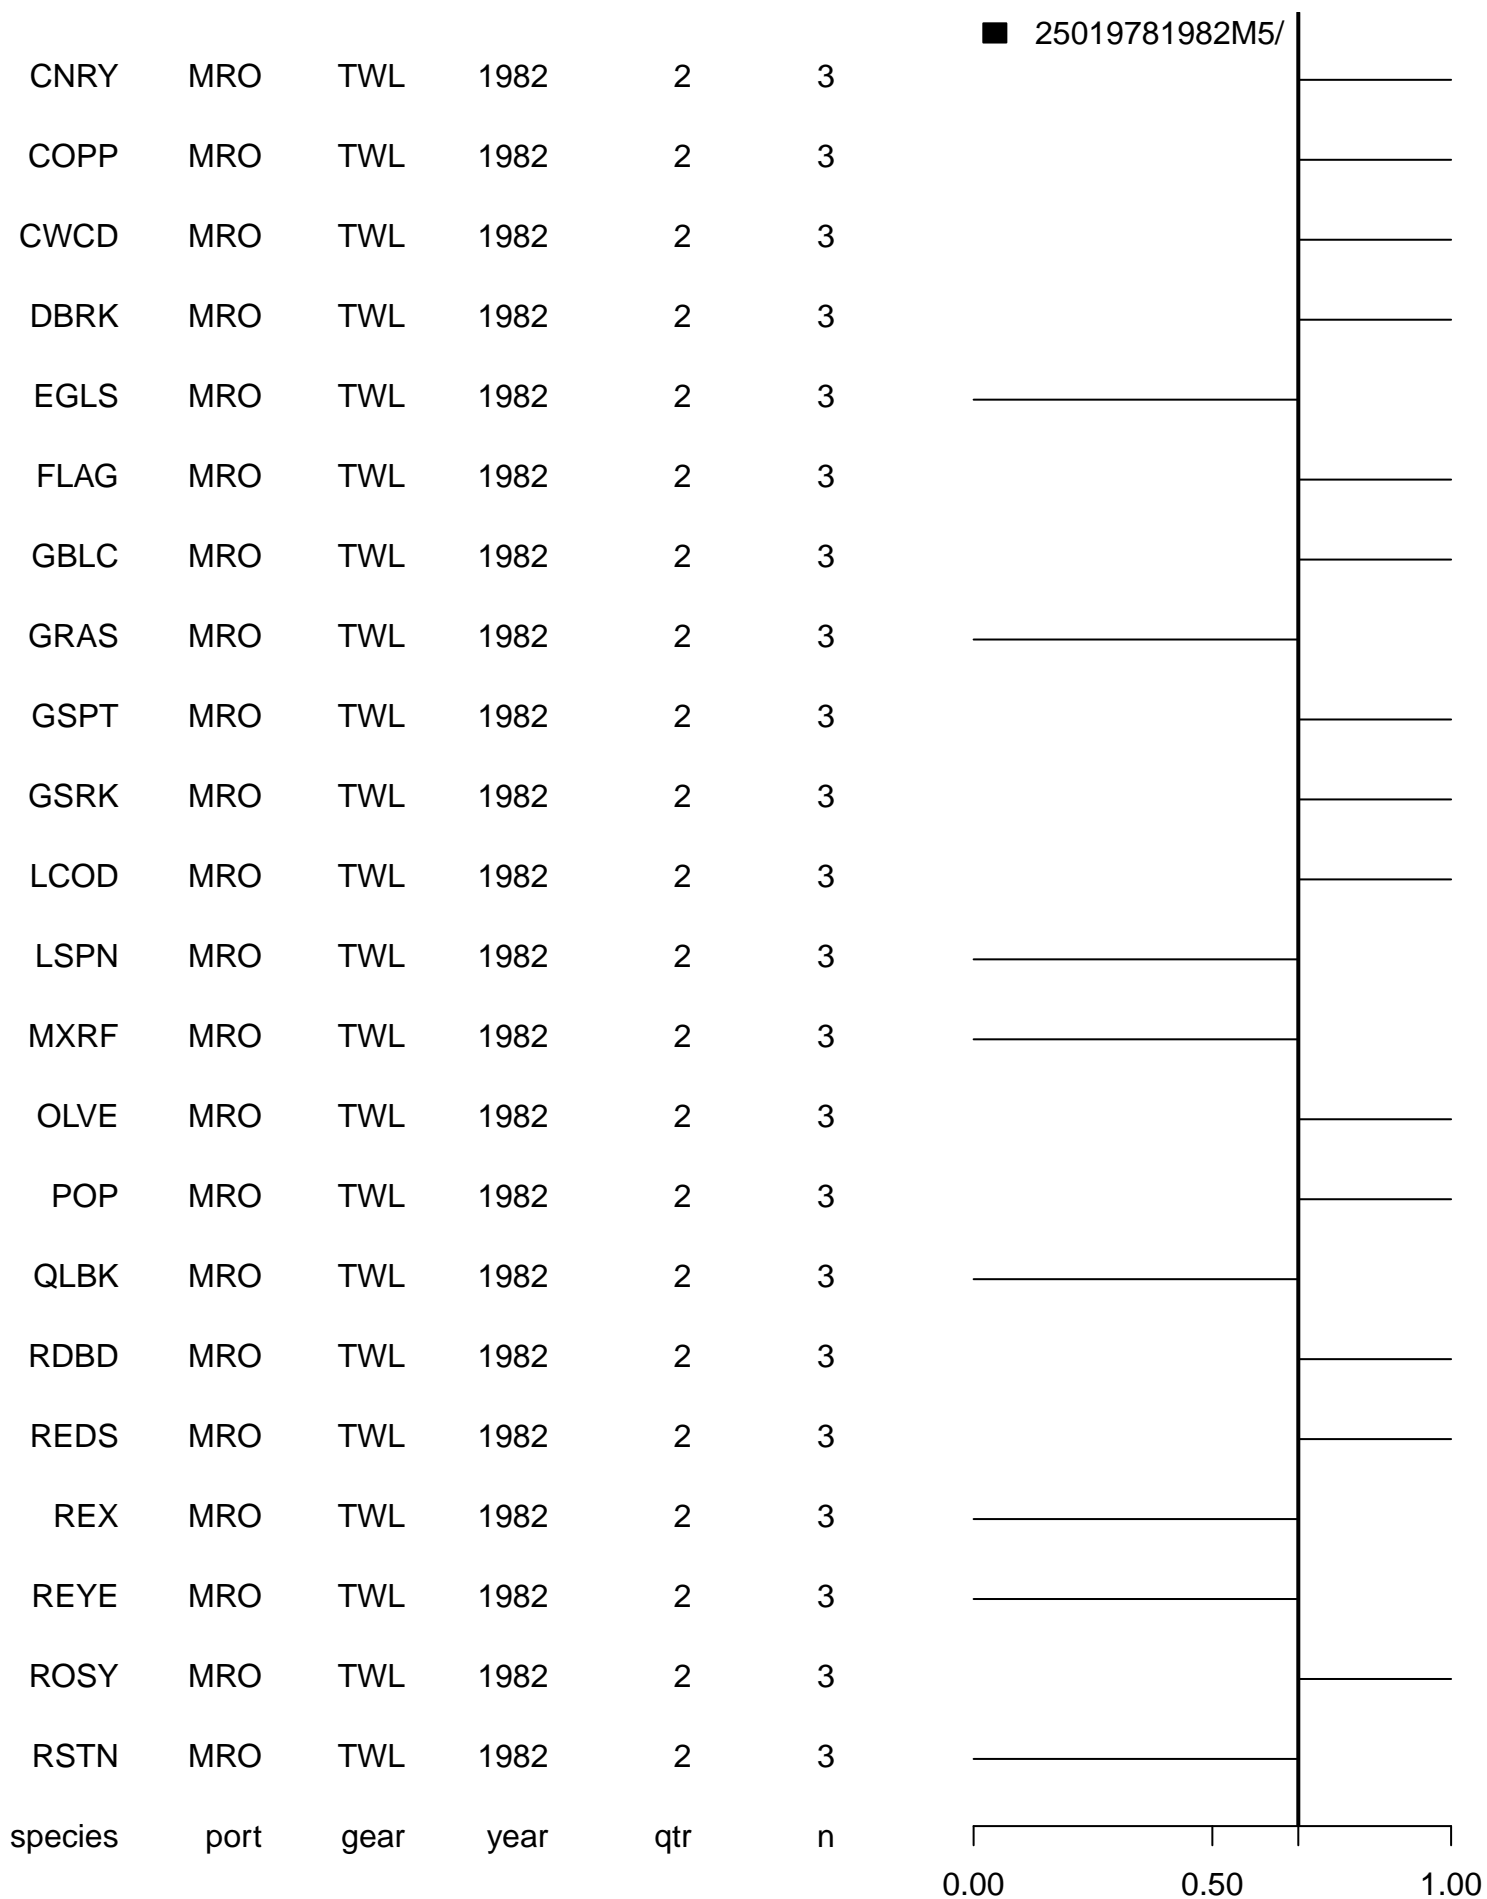 25019781982M5/
CNRY MRO TWL 1982 2 3
COPP MRO TWL 1982 2 3
CWCD MRO TWL 1982 2 3
DBRK MRO TWL 1982 2 3
EGLS MRO TWL 1982 2 3
FLAG MRO TWL 1982 2 3
GBLC MRO TWL 1982 2 3
GRAS MRO TWL 1982 2 3
GSPT MRO TWL 1982 2 3
GSRK MRO TWL 1982 2 3
LCOD MRO TWL 1982 2 3
LSPN MRO TWL 1982 2 3
MXRF MRO TWL 1982 2 3
OLVE MRO TWL 1982 2 3
POP MRO TWL 1982 2 3
QLBK MRO TWL 1982 2 3
RDBD MRO TWL 1982 2 3
REDS MRO TWL 1982 2 3
REX MRO TWL 1982 2 3
REYE MRO TWL 1982 2 3
ROSY MRO TWL 1982 2 3
RSTN MRO TWL 1982 2 3
species port gear year qtr n
0.00 0.50 1.00